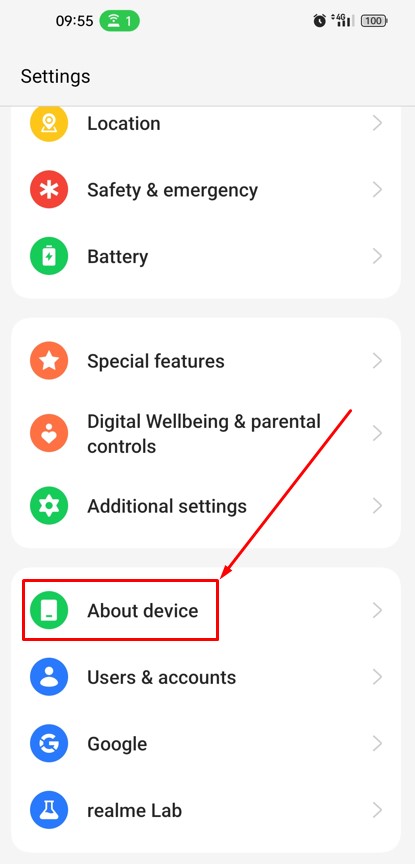 09:55 1 4G 100
Settings
Location
Safety & emergency
Battery
Special features
Digital Wellbeing & parental
controls
Additional settings
About device
Users & accounts
Google
realme Lab